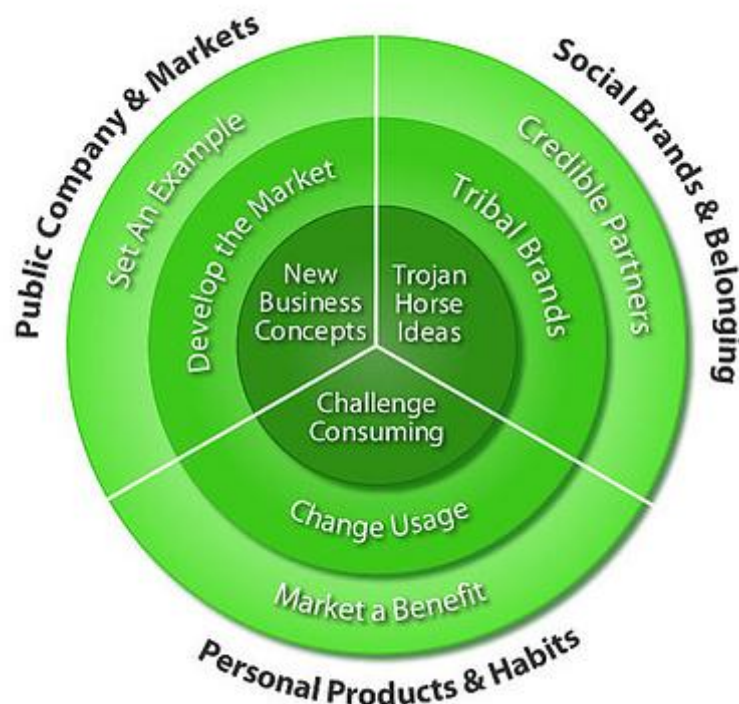 Public Company & Markets
Set An Example
Develop the Market
New
Business
Concepts
Social Brands & Belonging
Credible Partners
Tribal Brands
Trojan
Horse
Ideas
Challenge
Consuming
Change Usage
Market a Benefit
Personal Products & Habits